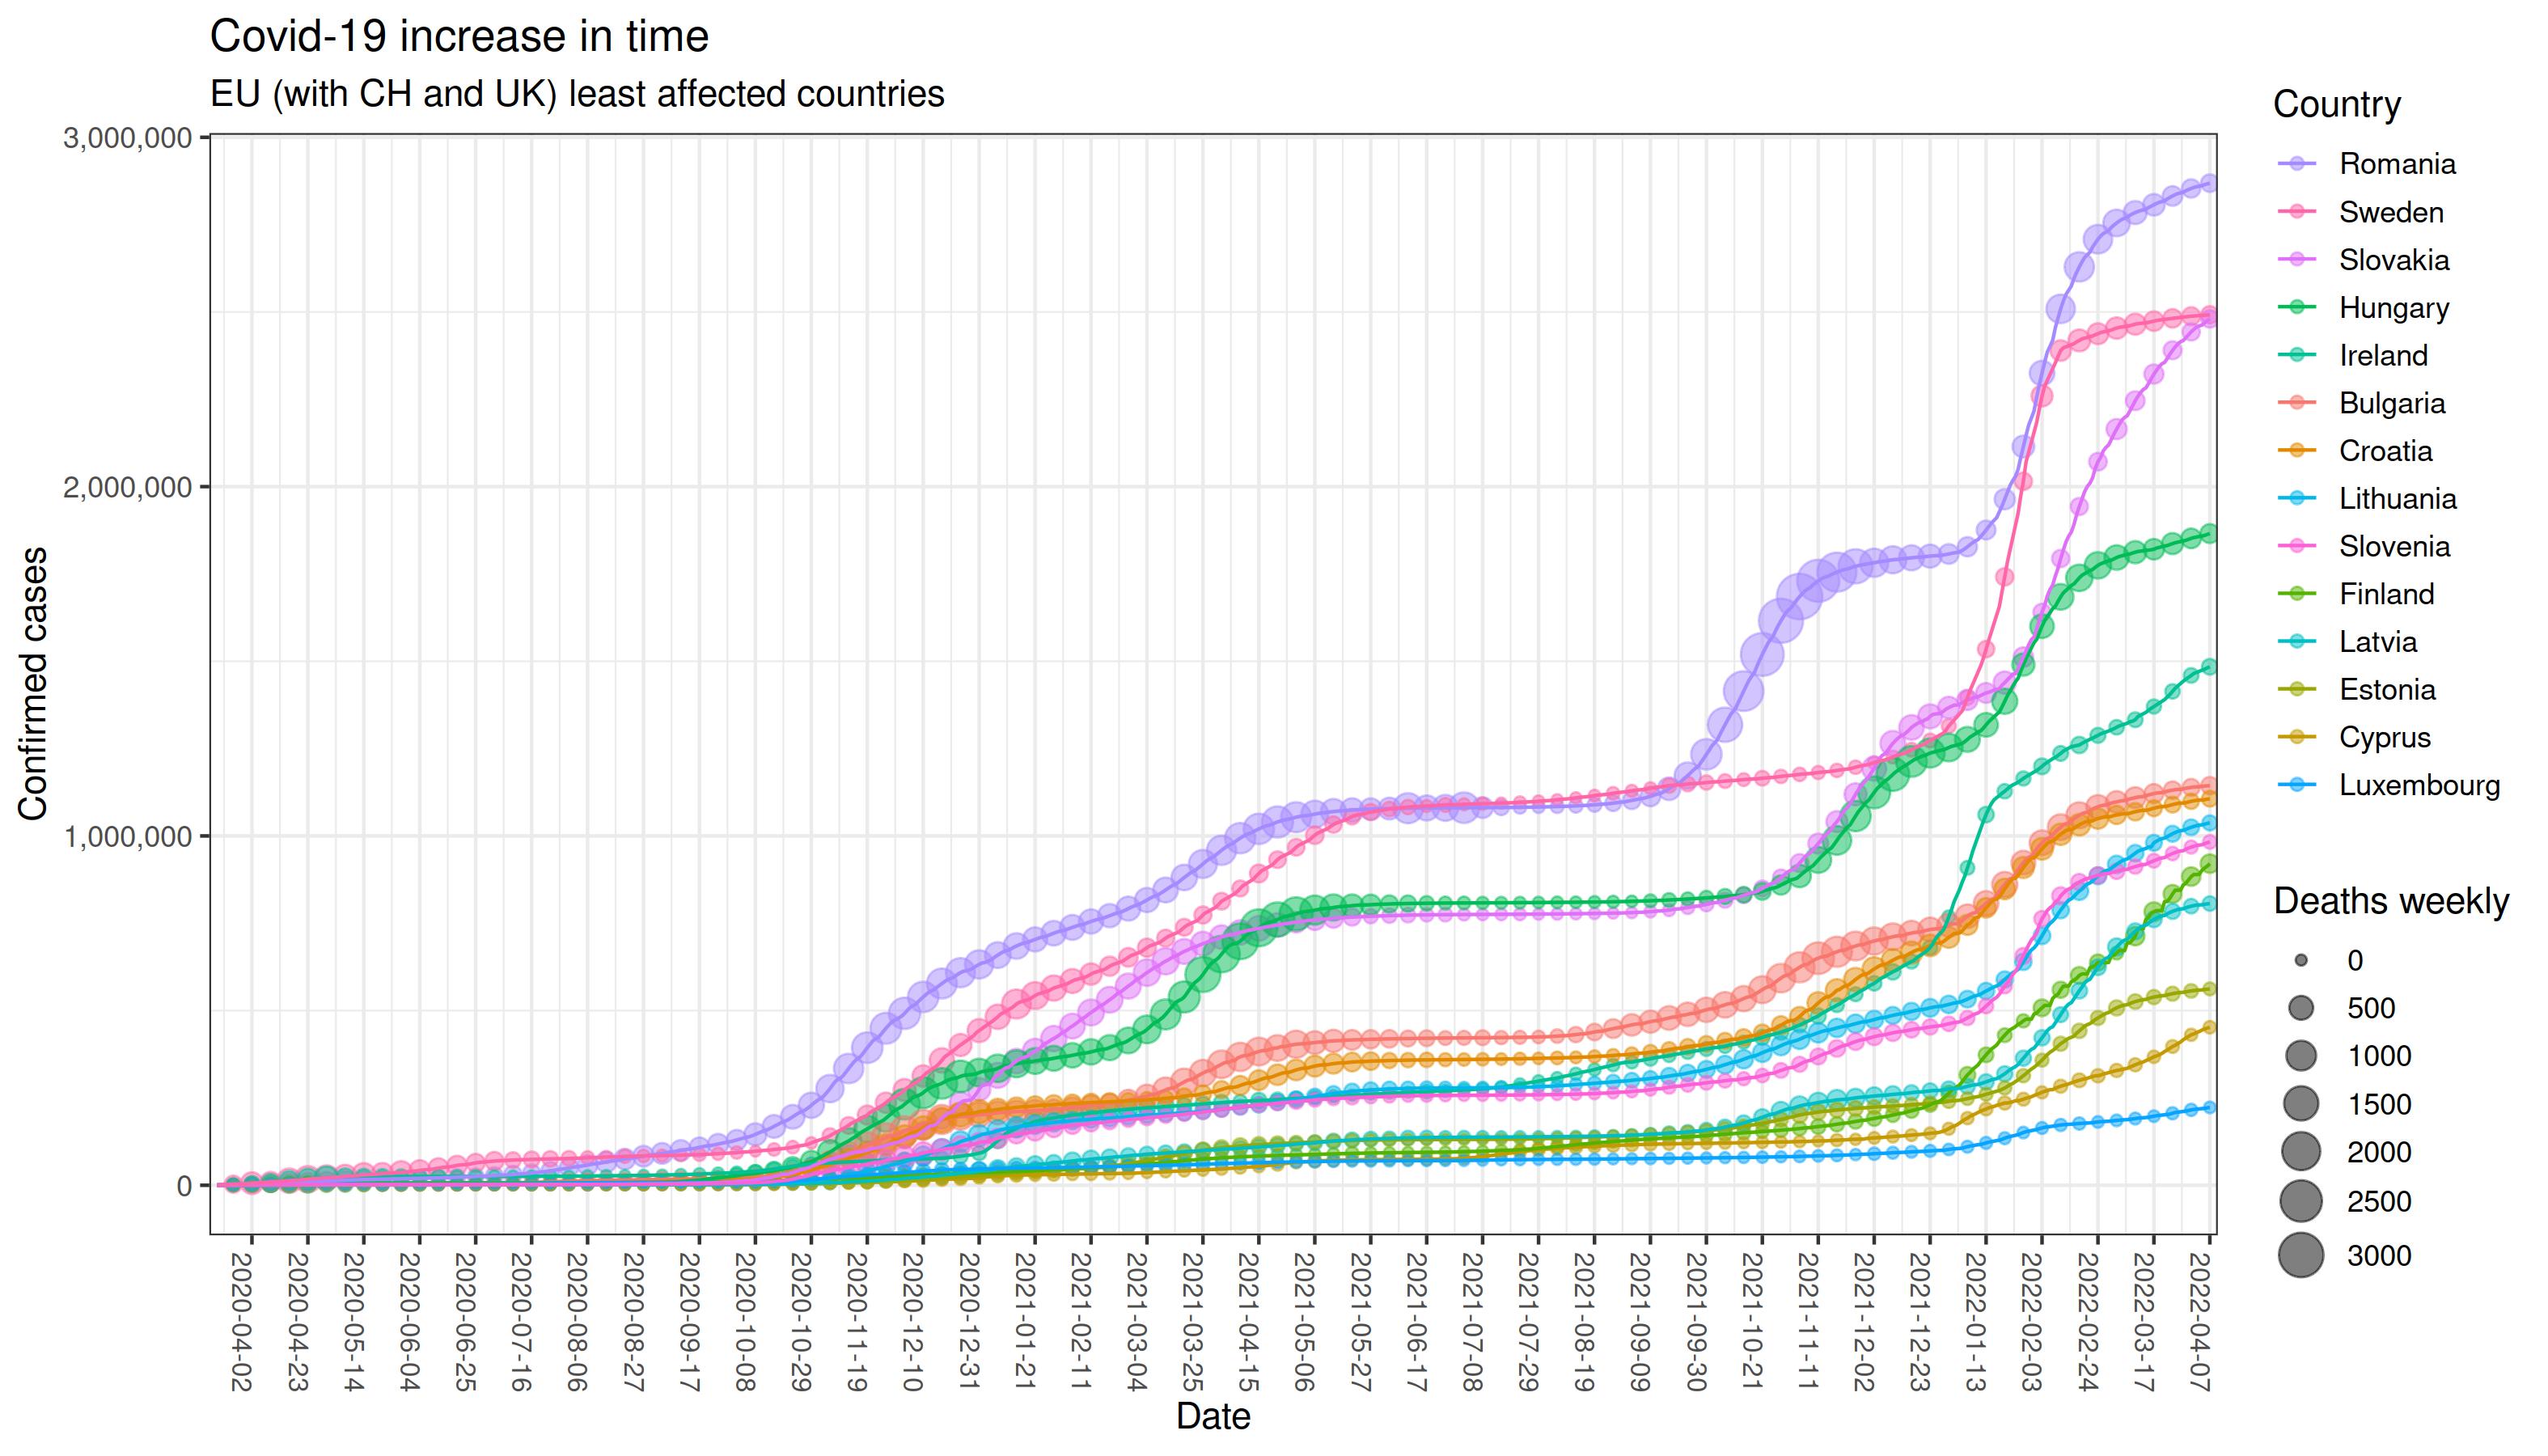 Covid-19 increase in time
EU (with CH and UK) least affected countries
Confirmed cases
3,000,000
2,000,000
1,000,000
0
2020-04-02
2020-04-23
2020-05-14
2020-06-04
2020-06-25
2020-07-16
2020-08-06
2020-08-27
2020-09-17
2020-10-08
2020-10-29
2020-11-19
2020-12-10
2020-12-31
2021-01-21
2021-02-11
2021-03-04
2021-03-25
2021-04-15
2021-05-06
2021-05-27
2021-06-17
2021-07-08
2021-07-29
2021-08-19
2021-09-09
2021-09-30
2021-10-21
2021-11-11
2021-12-02
2021-12-23
2022-01-13
2022-02-03
2022-02-24
2022-03-17
2022-04-07
Date
Country
Romania
Sweden
Slovakia
Hungary
Ireland
Bulgaria
Croatia
Lithuania
Slovenia
Finland
Latvia
Estonia
Cyprus
Luxembourg
Deaths weekly
0
500
1000
1500
2000
2500
3000